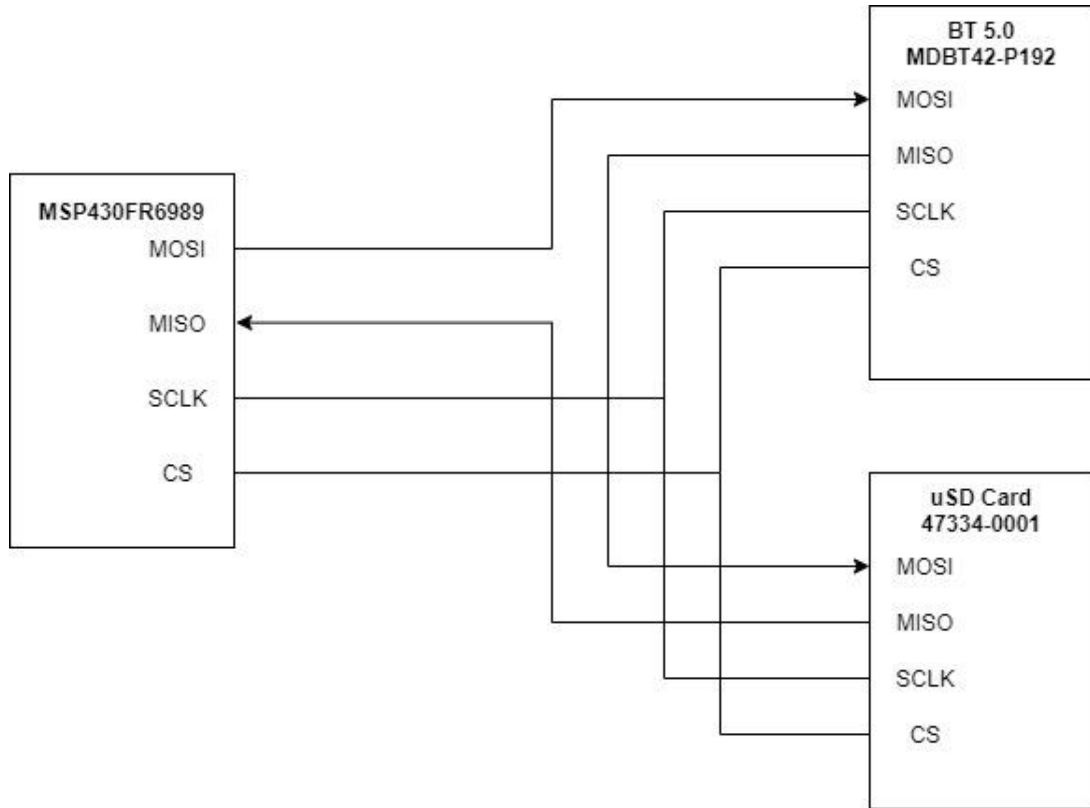 MSP430FR6989
MOSI
MISO
SCLK
CS
BT 5.0
MDBT42-P192
MOSI
MISO
SCLK
CS
uSD Card
47334-0001
MOSI
MISO
SCLK
CS